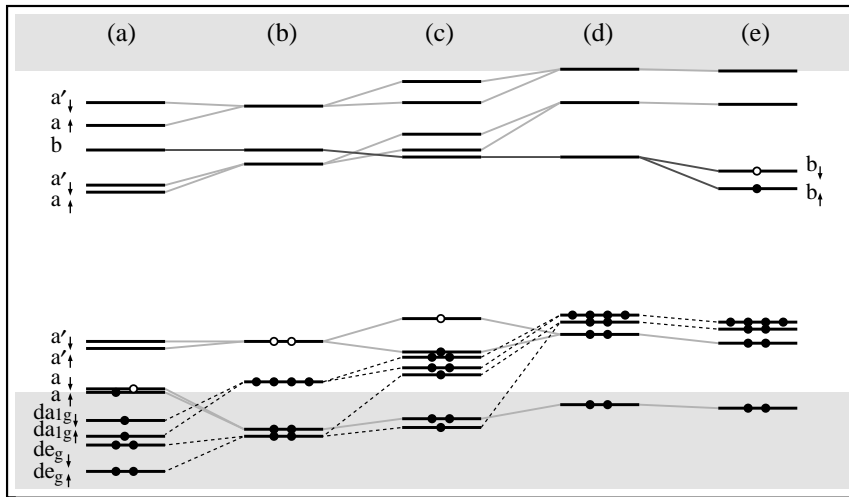 (a) (b) (c) (d) (e)
a′↓
a↑
b
a′↓
a↑
b↓
b↑
a′↓
a′↑
a↓
a↑
da1g↓
da1g↑
deg↓
deg↑